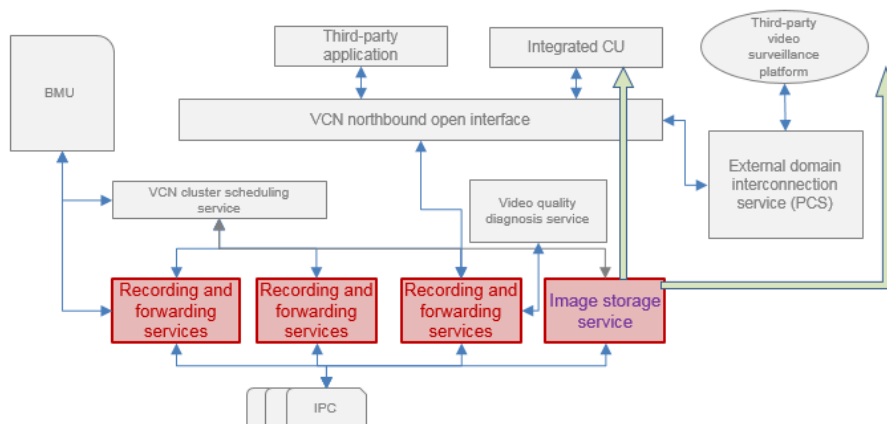 Third-party
application
Integrated CU
Third-party
video
surveillance
platform
BMU
VCN northbound open interface
External domain
interconnection
service (PCS)
VCN cluster scheduling
service
Video quality
diagnosis service
Recording and
forwarding
services
Recording and
forwarding
services
Recording and
forwarding
services
Image storage
service
IPC